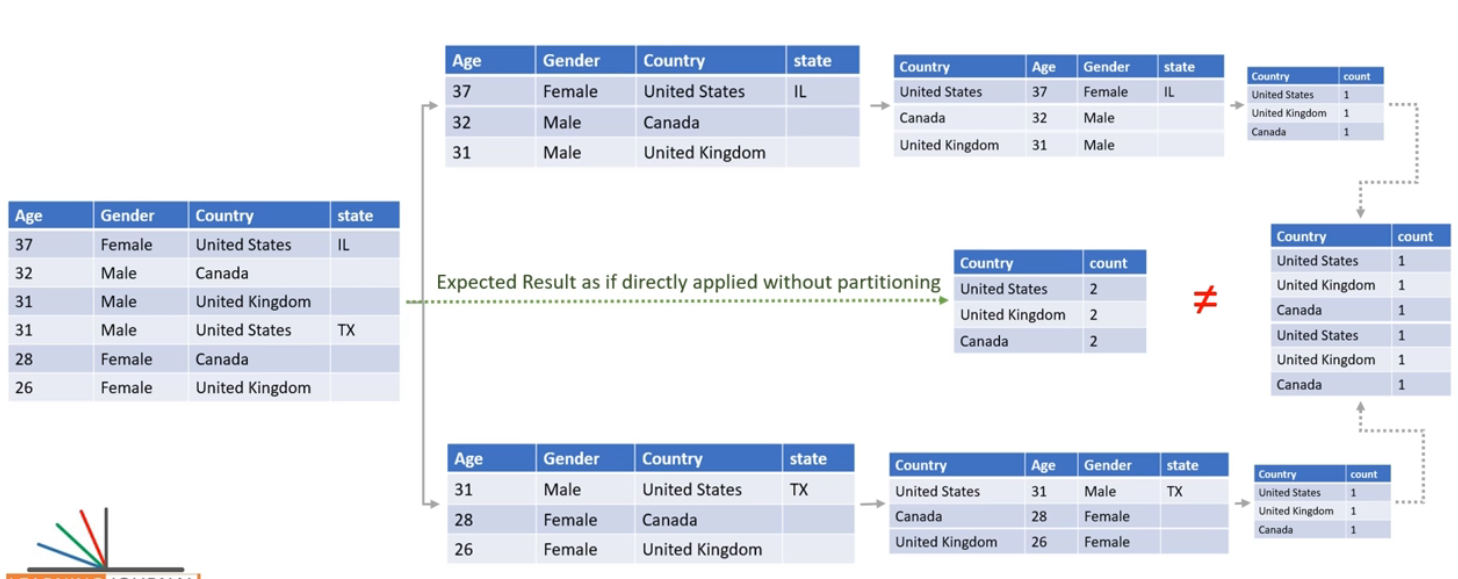 Age Gender Country state
37 Female United States IL
32 Male Canada
31 Male United Kingdom
Country Age Gender state
United States 37 Female IL
Canada 32 Male
United Kingdom 31 Male
Country count
United States 1
United Kingdom 1
Canada 1
Age Gender Country state
37 Female United States IL
32 Male Canada
31 Male United Kingdom
31 Male United States TX
28 Female Canada
26 Female United Kingdom
Expected Result as if directly applied without partitioning
Country count
United States 2
United Kingdom 2
Canada 2
≠
Country count
United States 1
United Kingdom 1
Canada 1
United States 1
United Kingdom 1
Canada 1
Age Gender Country state
31 Male United States TX
28 Female Canada
26 Female United Kingdom
Country Age Gender state
United States 31 Male TX
Canada 28 Female
United Kingdom 26 Female
Country count
United States 1
United Kingdom 1
Canada 1